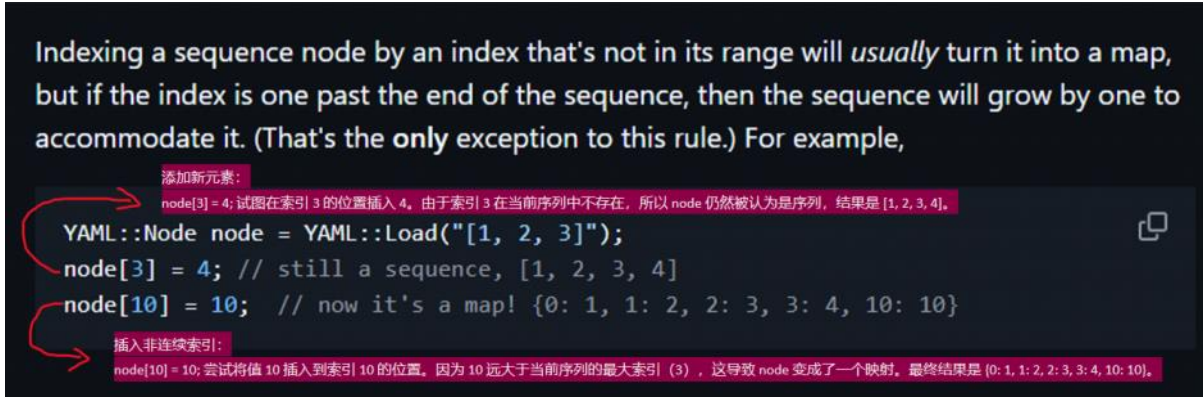 Indexing a sequence node by an index that's not in its range will usually turn it into a map,
but if the index is one past the end of the sequence, then the sequence will grow by one to
accommodate it. (That's the only exception to this rule.) For example,
添加新元素：
node[3] = 4; 试图在索引 3 的位置插入 4。由于索引 3 在当前序列中不存在，所以 node 仍然被认为是序列，结果是 [1, 2, 3, 4]。
YAML::Node node = YAML::Load("[1, 2, 3]");
node[3] = 4; // still a sequence, [1, 2, 3, 4]
node[10] = 10;  // now it's a map! {0: 1, 1: 2, 2: 3, 3: 4, 10: 10}
插入非连续索引：
node[10] = 10; 尝试将值 10 插入到索引 10 的位置。因为 10 远大于当前序列的最大索引（3），这导致 node 变成了一个映射。最终结果是 {0: 1, 1: 2, 2: 3, 3: 4, 10: 10}。